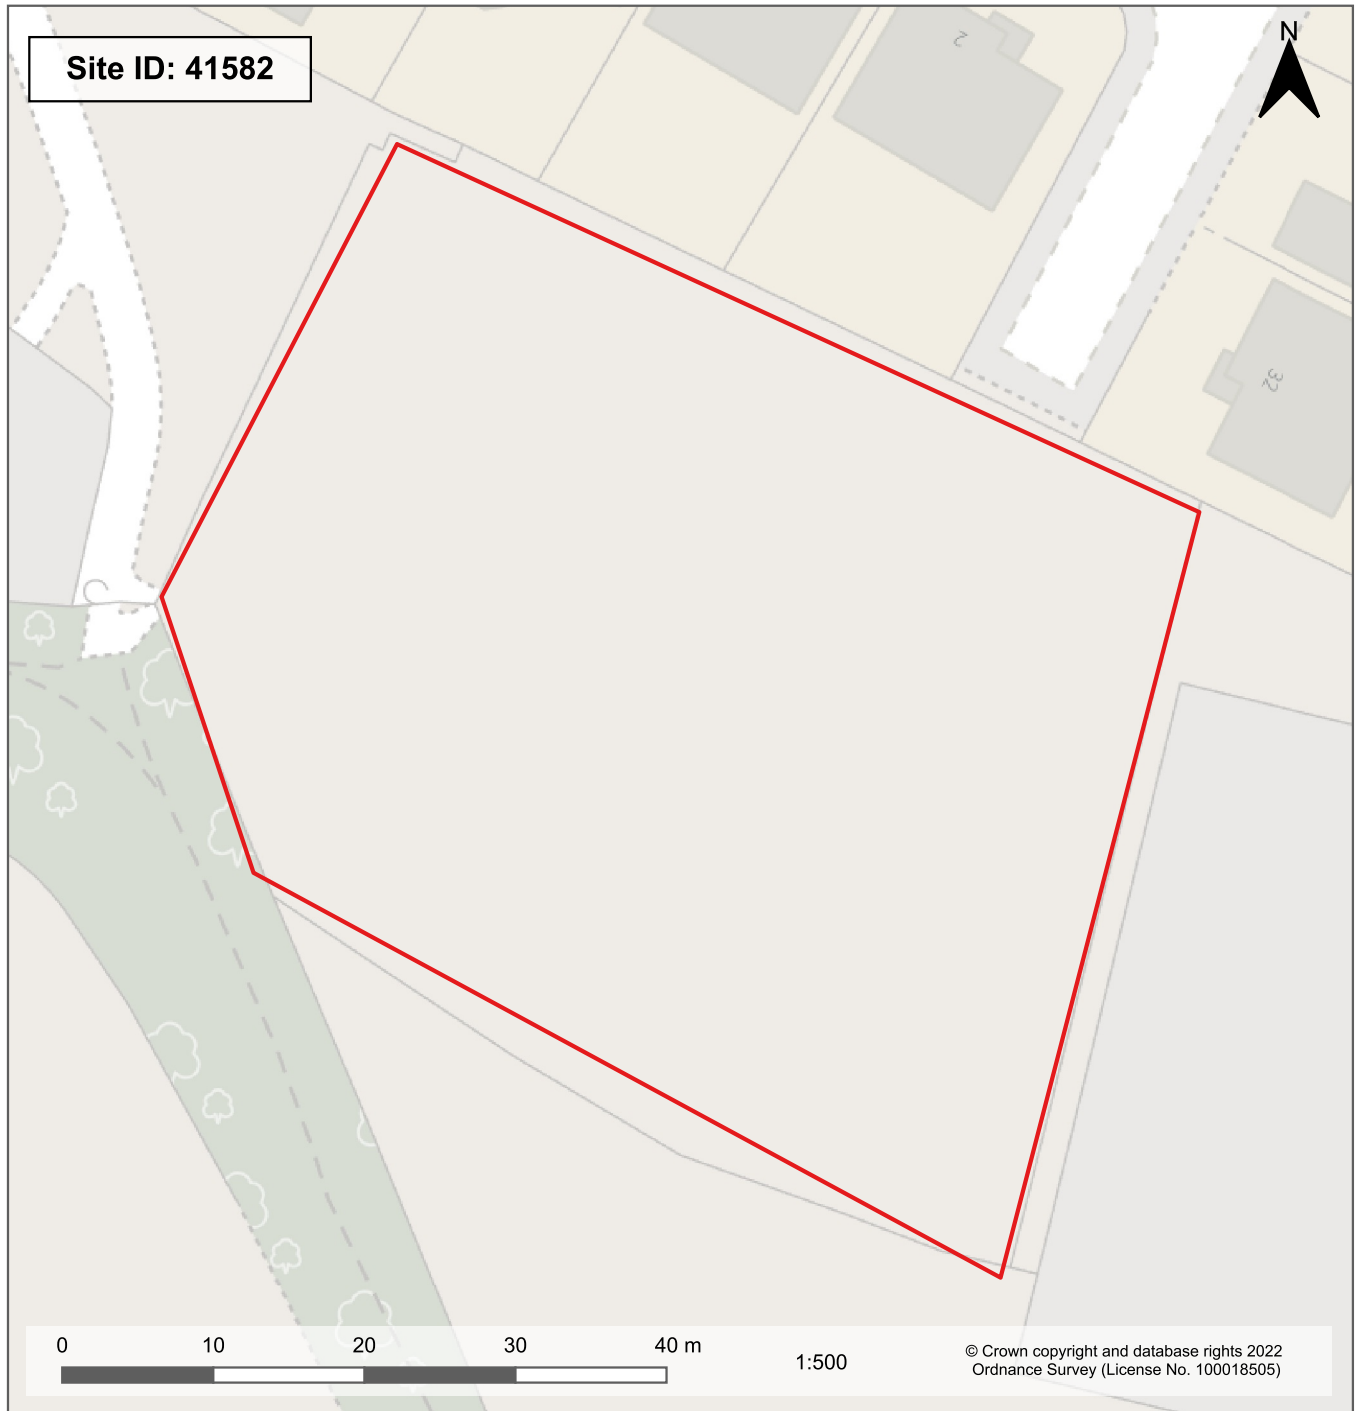 Site ID: 41582
N
2
32
0 10 20 30 40 m
1:500
© Crown copyright and database rights 2022
Ordnance Survey (License No. 100018505)